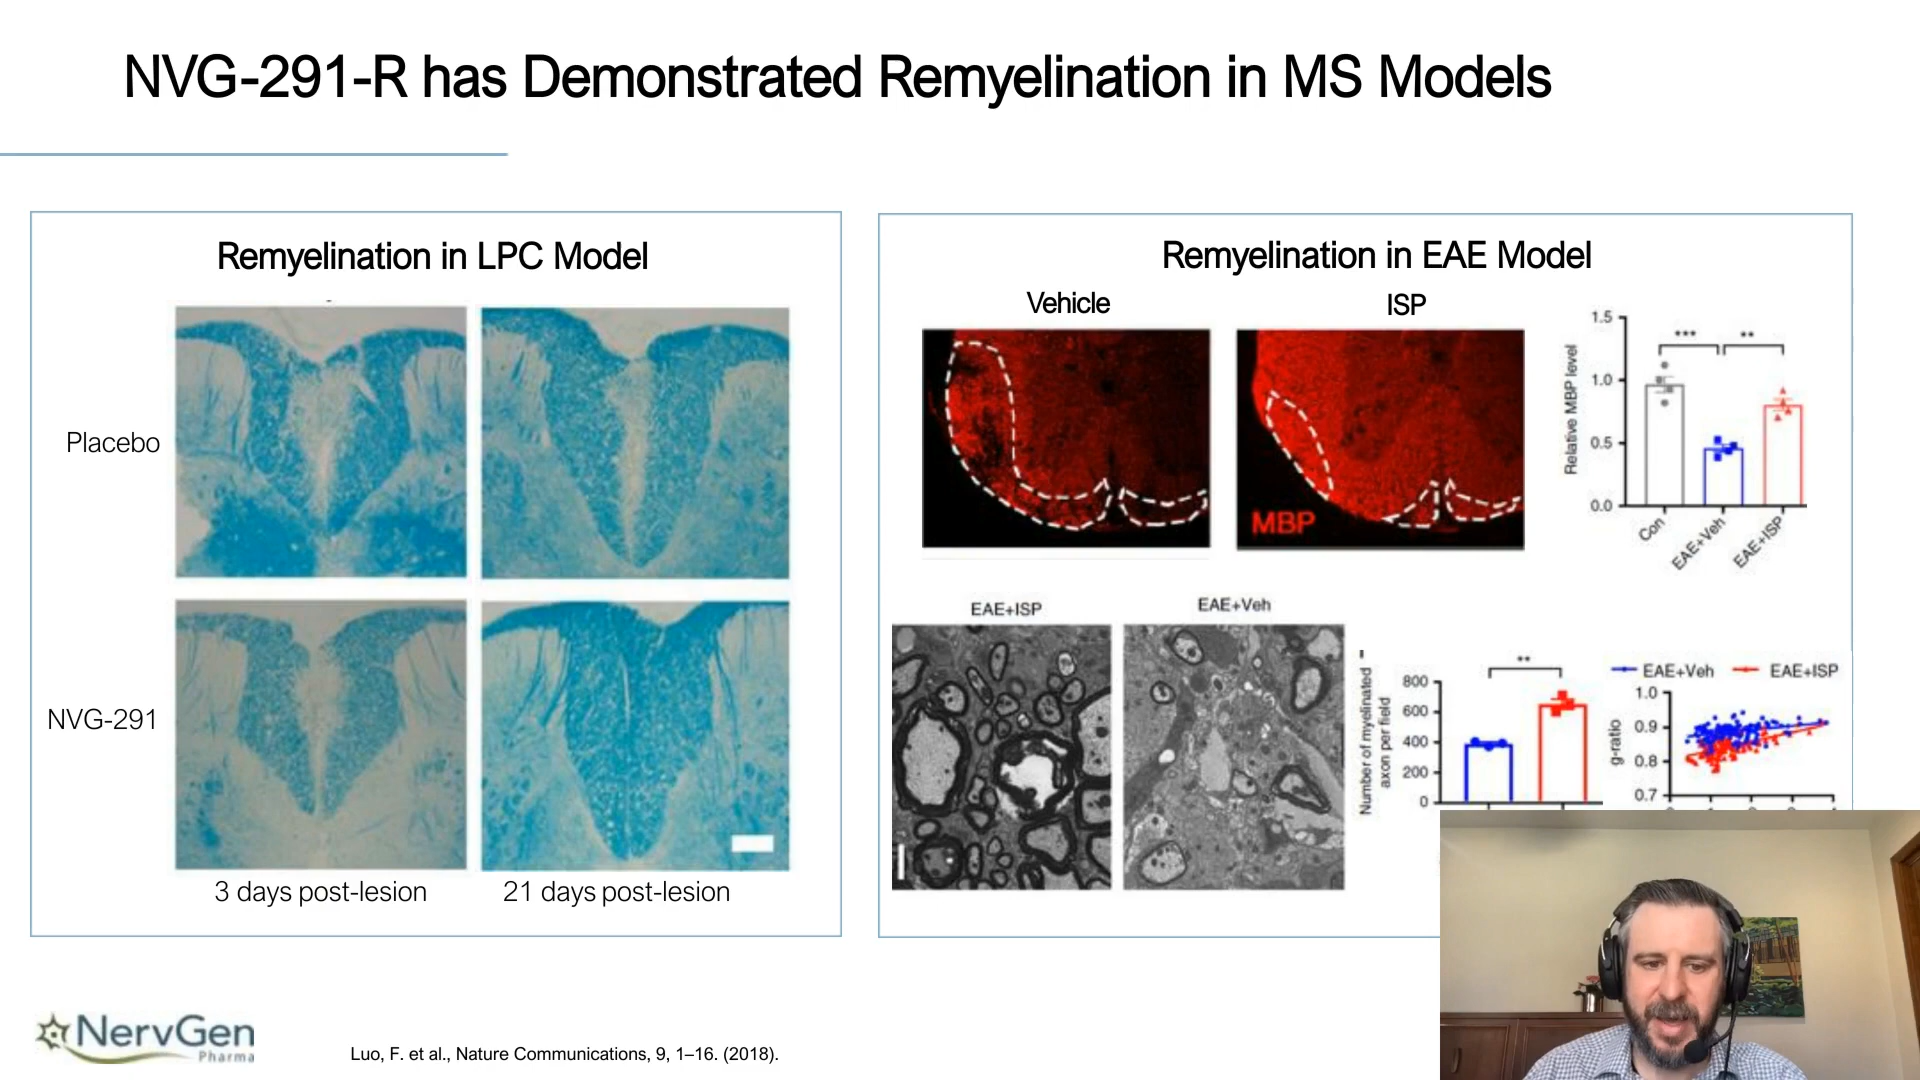 NVG-291-R has Demonstrated Remyelination in MS Models
Remyelination in LPC Model
Placebo
NVG-291
3 days post-lesion
21 days post-lesion
Remyelination in EAE Model
Vehicle
ISP
MBP
Relative MBP level
1.5
1.0
0.5
0.0
***
**
Con
EAE+Veh
EAE+ISP
EAE+ISP
EAE+Veh
Number of myelinated
axon per field
800
600
400
200
0
**
EAE+Veh
EAE+ISP
g-ratio
1.0
0.9
0.8
0.7
NervGen
Pharma
Luo, F. et al., Nature Communications, 9, 1–16. (2018).